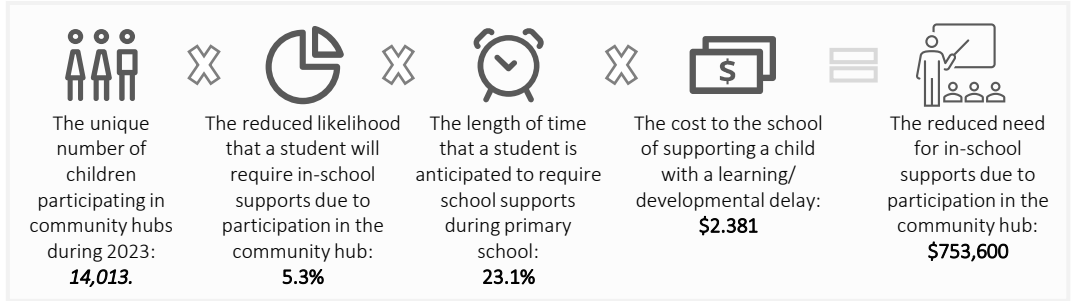 The unique
number of
children
participating in
community hubs
during 2023:
14,013.
The reduced likelihood
that a student will
require in-school
supports due to
participation in the
community hub:
5.3%
The length of time
that a student is
anticipated to require
school supports
during primary
school:
23.1%
$
The cost to the school
of supporting a child
with a learning/
developmental delay:
$2.381
The reduced need
for in-school
supports due to
participation in the
community hub:
$753,600